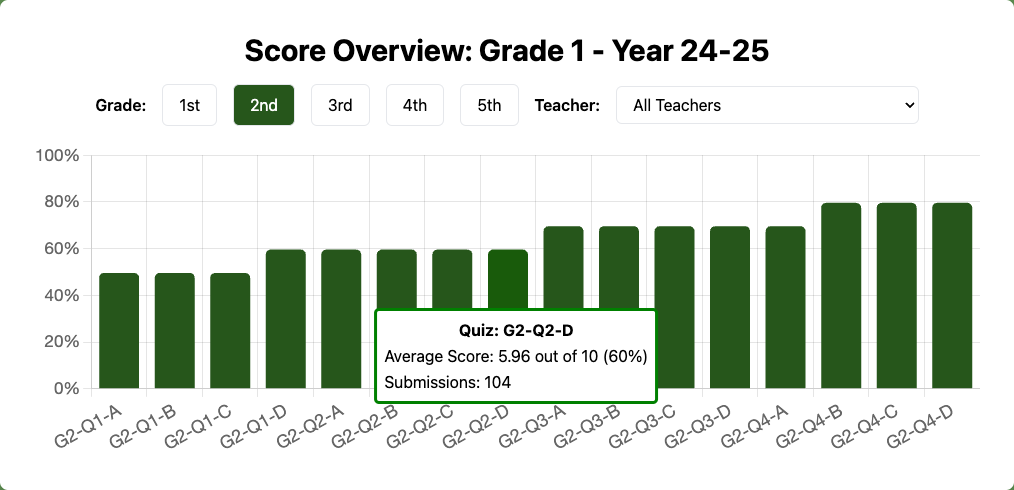 Score Overview: Grade 1 - Year 24-25
Grade: 1st 2nd 3rd 4th 5th Teacher: All Teachers
100%
80%
60%
40%
20%
0%
Quiz: G2-Q2-D
Average Score: 5.96 out of 10 (60%)
Submissions: 104
G2-Q1-A G2-Q1-B G2-Q1-C G2-Q1-D G2-Q2-A G2-Q2-B G2-Q2-C G2-Q2-D G2-Q3-A G2-Q3-B G2-Q3-C G2-Q3-D G2-Q4-A G2-Q4-B G2-Q4-C G2-Q4-D